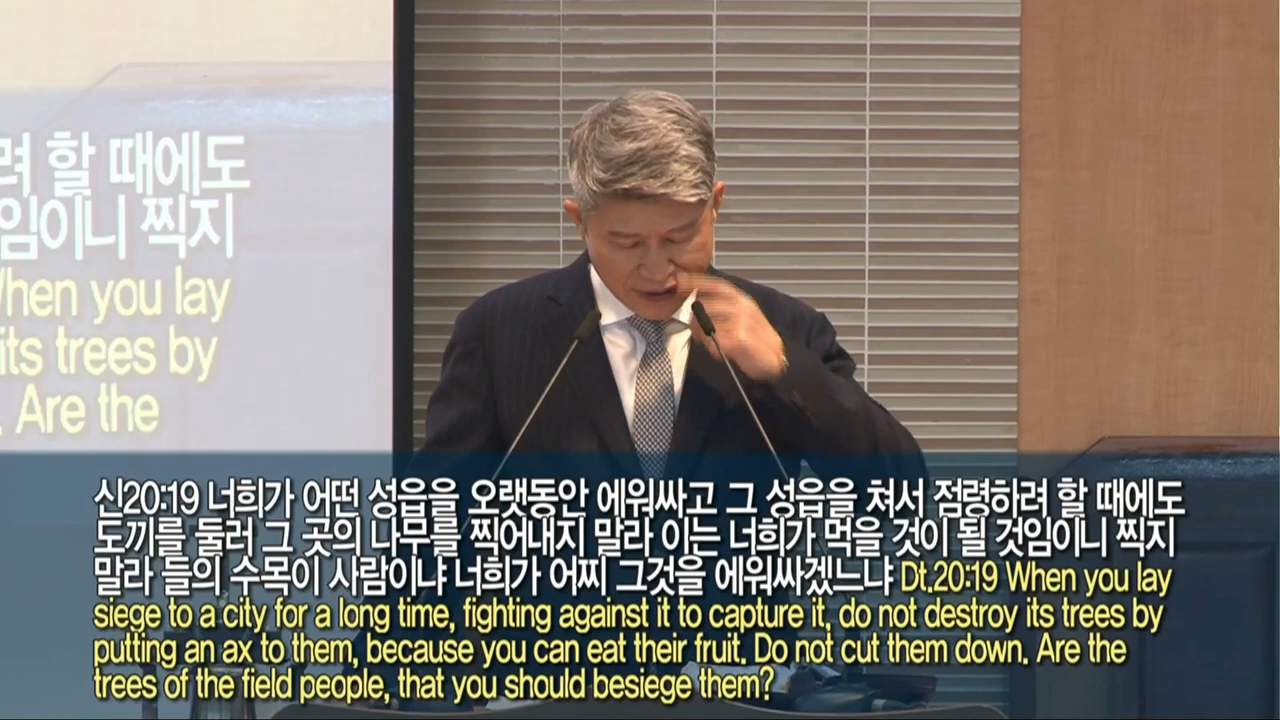 려 할 때에도
임이니 찍지
When you lay
its trees by
. Are the
신20:19 너희가 어떤 성읍을 오랫동안 에워싸고 그 성읍을 쳐서 점령하려 할 때에도
도끼를 둘러 그 곳의 나무를 찍어내지 말라 이는 너희가 먹을 것이 될 것임이니 찍지
말라 들의 수목이 사람이냐 너희가 어찌 그것을 에워싸겠느냐 Dt.20:19 When you lay
siege to a city for a long time, fighting against it to capture it, do not destroy its trees by
putting an ax to them, because you can eat their fruit. Do not cut them down. Are the
trees of the field people, that you should besiege them?